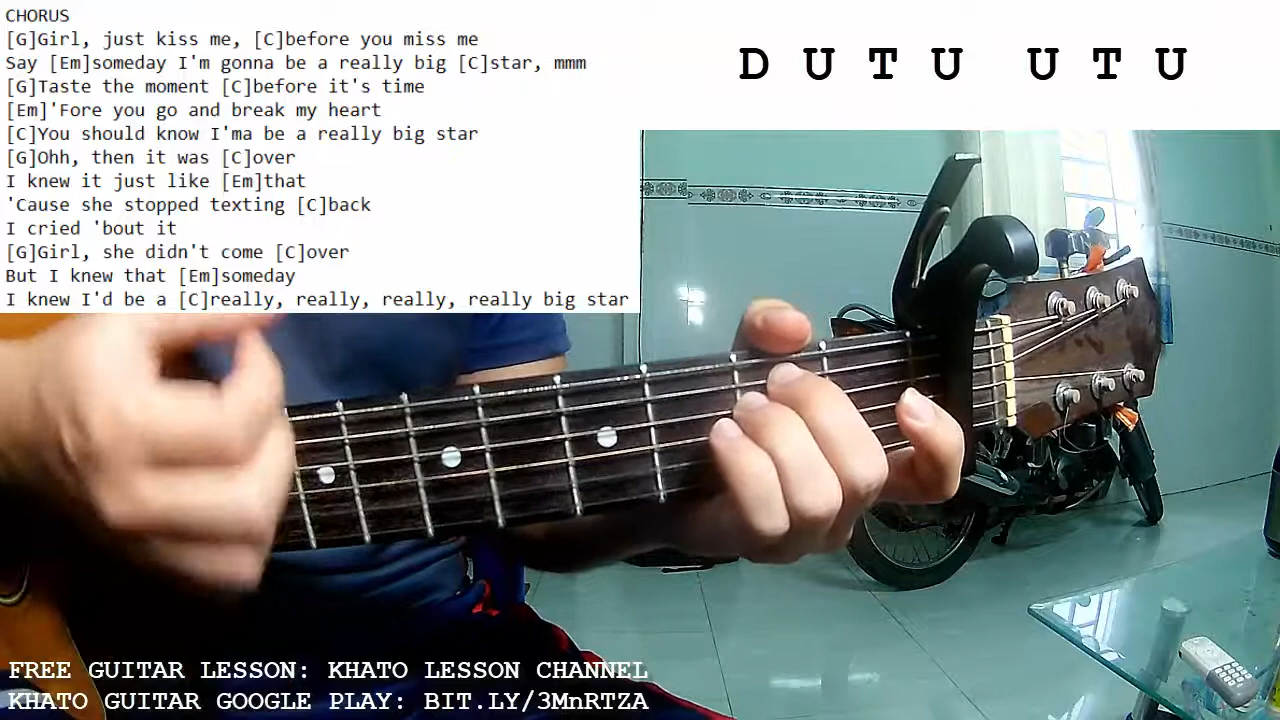 CHORUS
[G]Girl, just kiss me, [C]before you miss me
Say [Em]someday I'm gonna be a really big [C]star, mmm
[G]Taste the moment [C]before it's time
[Em]'Fore you go and break my heart
[C]You should know I'ma be a really big star
[G]Ohh, then it was [C]over
I knew it just like [Em]that
'Cause she stopped texting [C]back
I cried 'bout it
[G]Girl, she didn't come [C]over
But I knew that [Em]someday
I knew I'd be a [C]really, really, really, really big star
D U T U U T U
FREE GUITAR LESSON: KHATO LESSON CHANNEL
KHATO GUITAR GOOGLE PLAY: BIT.LY/3MnRTZA